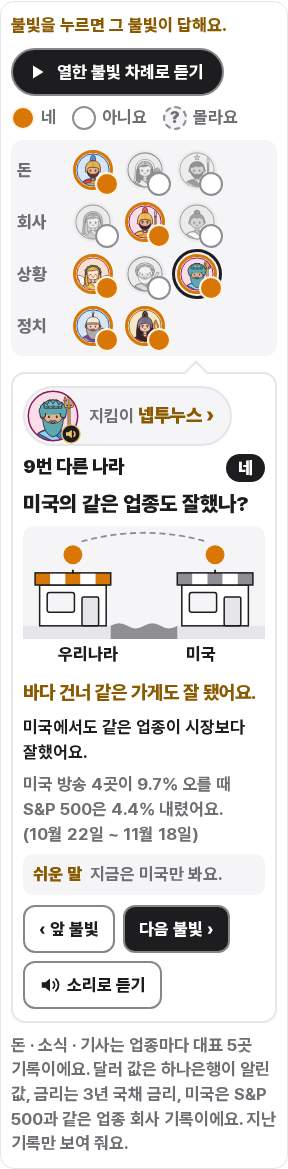 불빛을 누르면 그 불빛이 답해요.
▶ 열한 불빛 차례로 듣기
네 아니요 ? 몰라요
돈
회사
상황
정치
지킴이 넵투누스 ›
9번 다른 나라 네
미국의 같은 업종도 잘했나?
우리나라 미국
바다 건너 같은 가게도 잘 됐어요.
미국에서도 같은 업종이 시장보다
잘했어요.
미국 방송 4곳이 9.7% 오를 때
S&P 500은 4.4% 내렸어요.
(10월 22일 ~ 11월 18일)
쉬운 말 지금은 미국만 봐요.
‹ 앞 불빛 다음 불빛 ›
소리로 듣기
돈 · 소식 · 기사는 업종마다 대표 5곳
기록이에요. 달러 값은 하나은행이 알린
값, 금리는 3년 국채 금리, 미국은 S&P
500과 같은 업종 회사 기록이에요. 지난
기록만 보여 줘요.